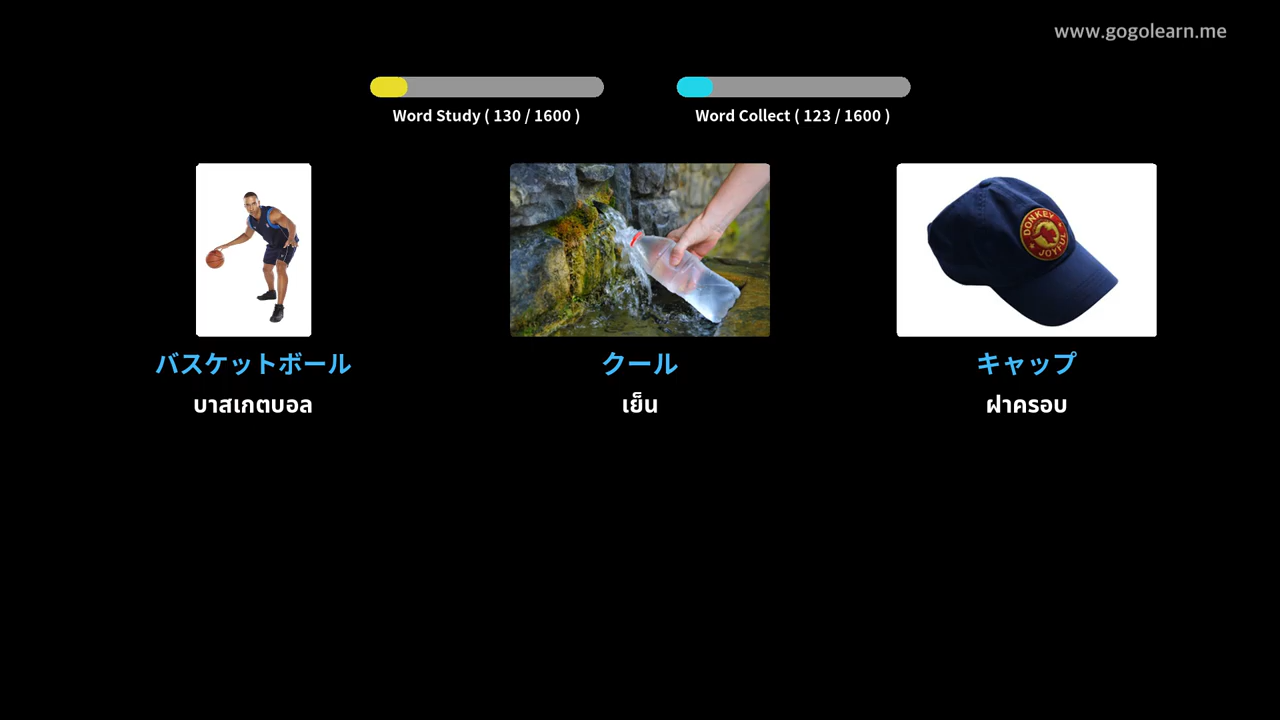 www.gogolearn.me
Word Study ( 130 / 1600 )
Word Collect ( 123 / 1600 )
DONKEY
JOYFUL
バスケットボール
クール
キャップ
บาสเกตบอล
เย็น
ฝาครอบ